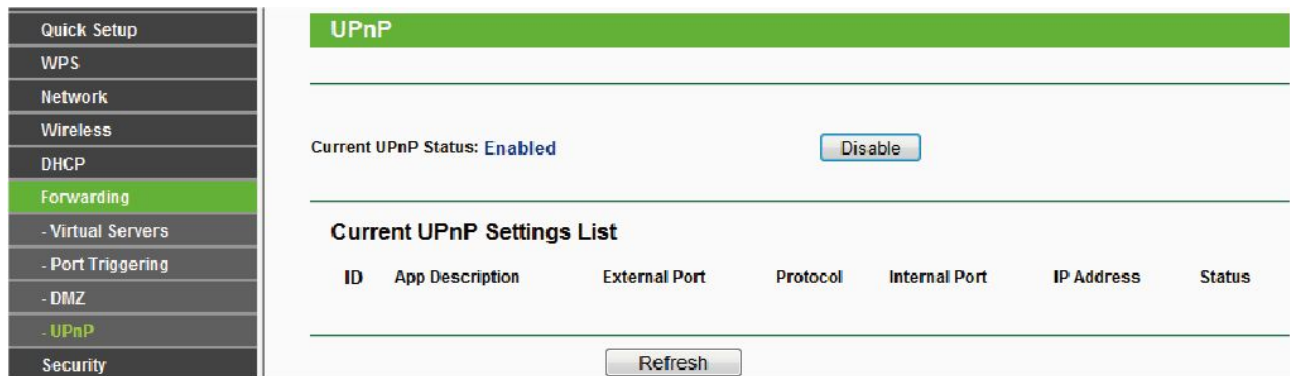 Quick Setup
WPS
Network
Wireless
DHCP
Forwarding
- Virtual Servers
- Port Triggering
- DMZ
- UPnP
Security
UPnP
Current UPnP Status: Enabled
Disable
Current UPnP Settings List
ID App Description External Port Protocol Internal Port IP Address Status
Refresh